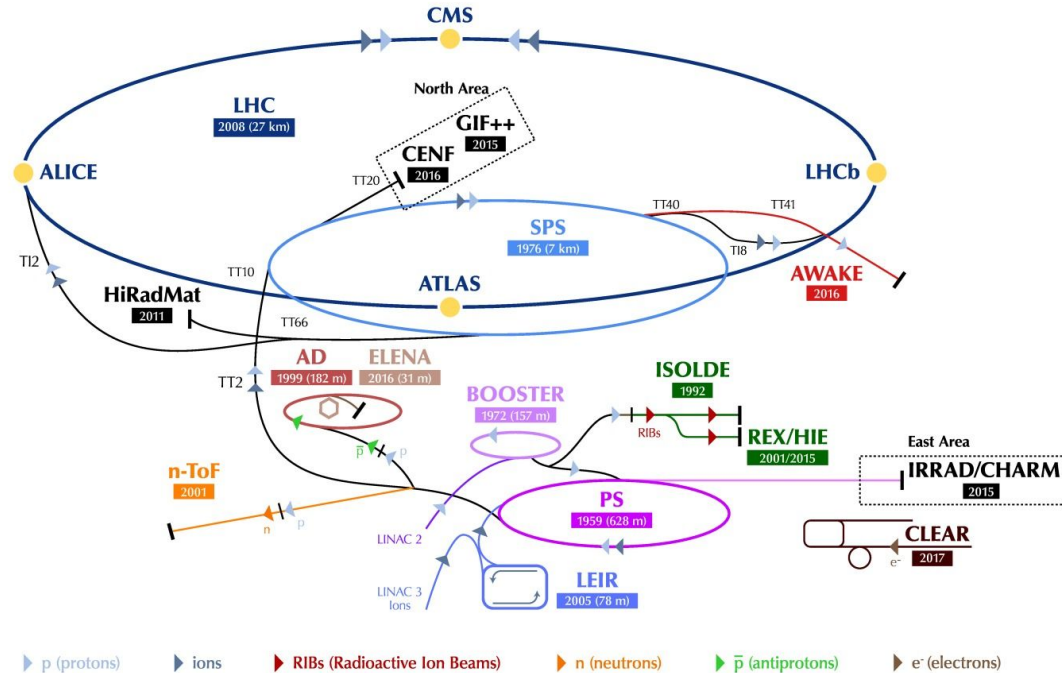 CMS
North Area
LHC
2008 (27 km)
GIF++
2015
CENF
2016
TT20
ALICE
LHCb
TT40
TT41
SPS
1976 (7 km)
TI8
TI2
TT10
AWAKE
2016
ATLAS
HiRadMat
2011
TT66
AD
1999 (182 m)
ELENA
2016 (31 m)
TT2
ISOLDE
1992
BOOSTER
1972 (157 m)
RIBs
REX/HIE
2001/2015
East Area
p̅
p
n-ToF
2001
IRRAD/CHARM
2015
PS
1959 (628 m)
n
p
LINAC 2
CLEAR
2017
e-
LEIR
2005 (78 m)
LINAC 3
Ions
p (protons)
ions
RIBs (Radioactive Ion Beams)
n (neutrons)
p̅ (antiprotons)
e- (electrons)